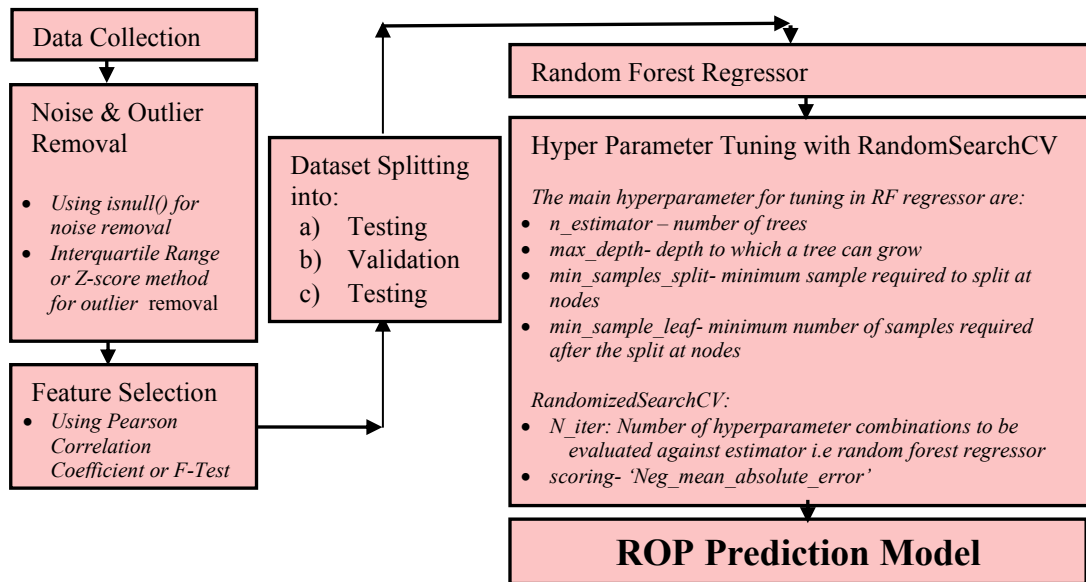 Data Collection
Noise & Outlier
Removal
• Using isnull() for
noise removal
• Interquartile Range
or Z-score method
for outlier removal
Feature Selection
• Using Pearson
Correlation
Coefficient or F-Test
Dataset Splitting
into:
a) Testing
b) Validation
c) Testing
Random Forest Regressor
Hyper Parameter Tuning with RandomSearchCV
The main hyperparameter for tuning in RF regressor are:
• n_estimator – number of trees
• max_depth- depth to which a tree can grow
• min_samples_split- minimum sample required to split at
nodes
• min_sample_leaf- minimum number of samples required
after the split at nodes
RandomizedSearchCV:
• N_iter: Number of hyperparameter combinations to be
evaluated against estimator i.e random forest regressor
• scoring- ‘Neg_mean_absolute_error’
ROP Prediction Model